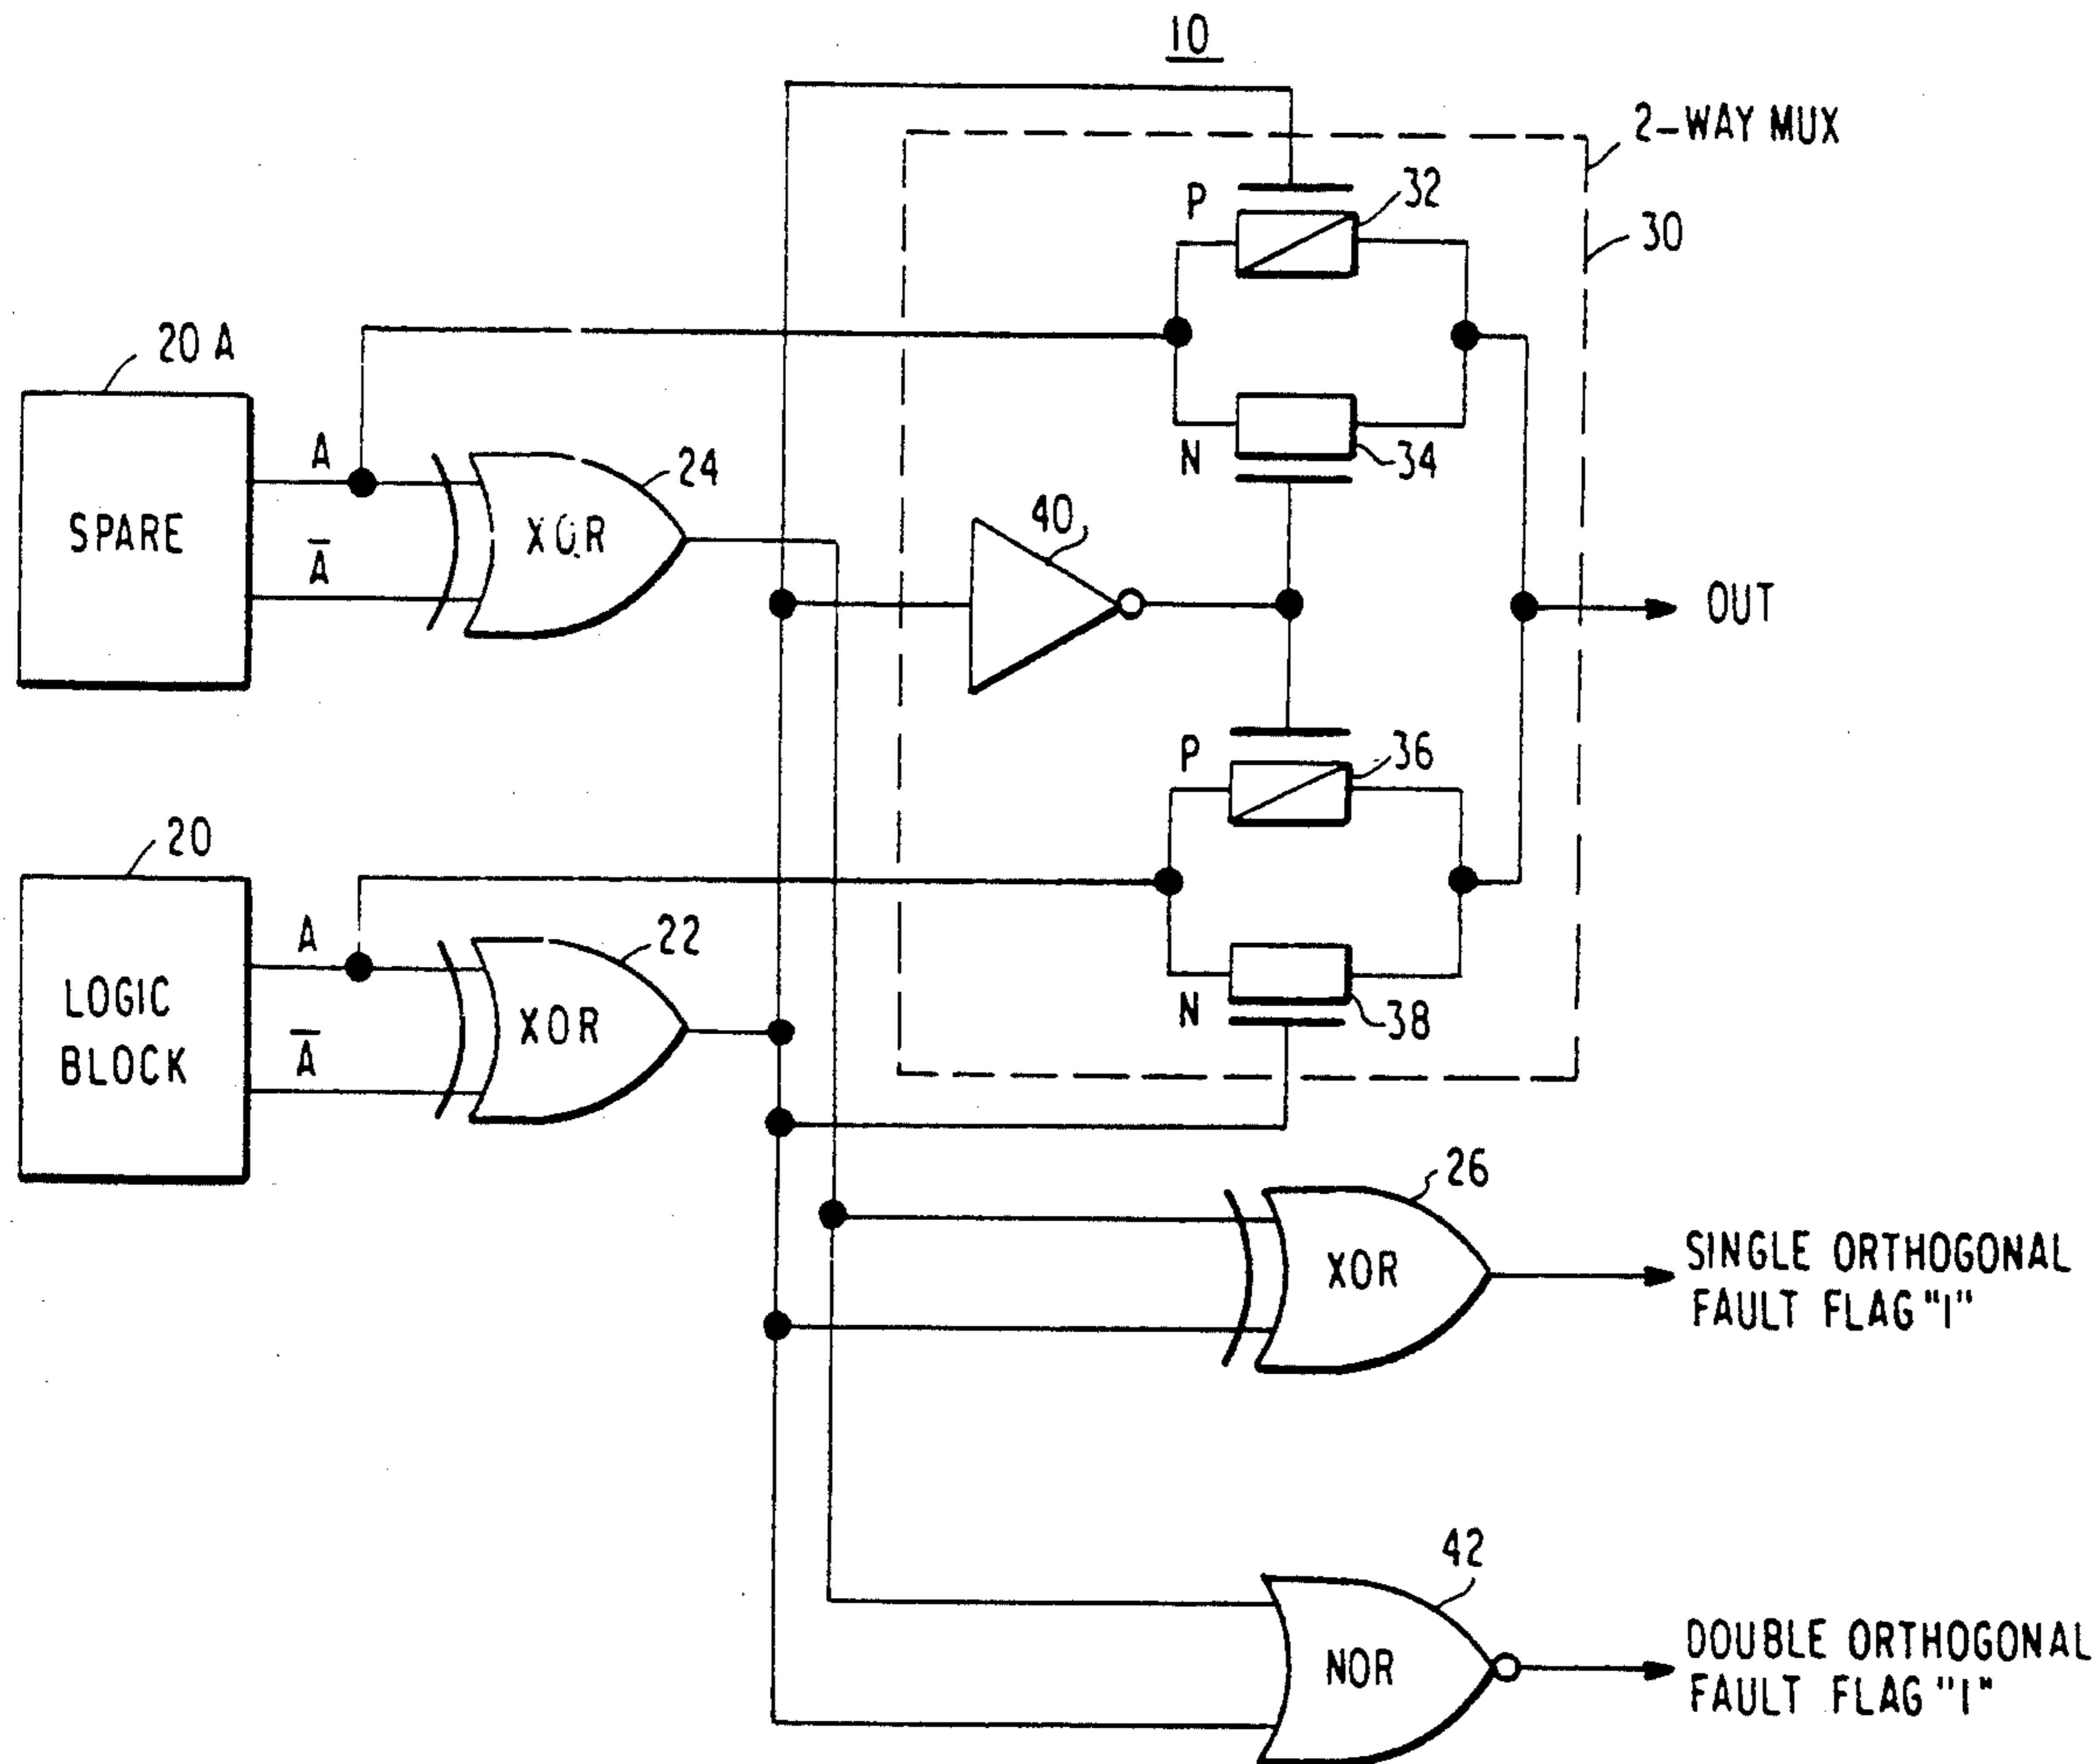 10
2-WAY MUX
30
P
32
N
34
20 A
SPARE
A
A̅
XOR
24
40
OUT
P
36
N
38
20
LOGIC
BLOCK
A
A̅
XOR
22
26
XOR
SINGLE ORTHOGONAL
FAULT FLAG "1"
42
NOR
DOUBLE ORTHOGONAL
FAULT FLAG "1"